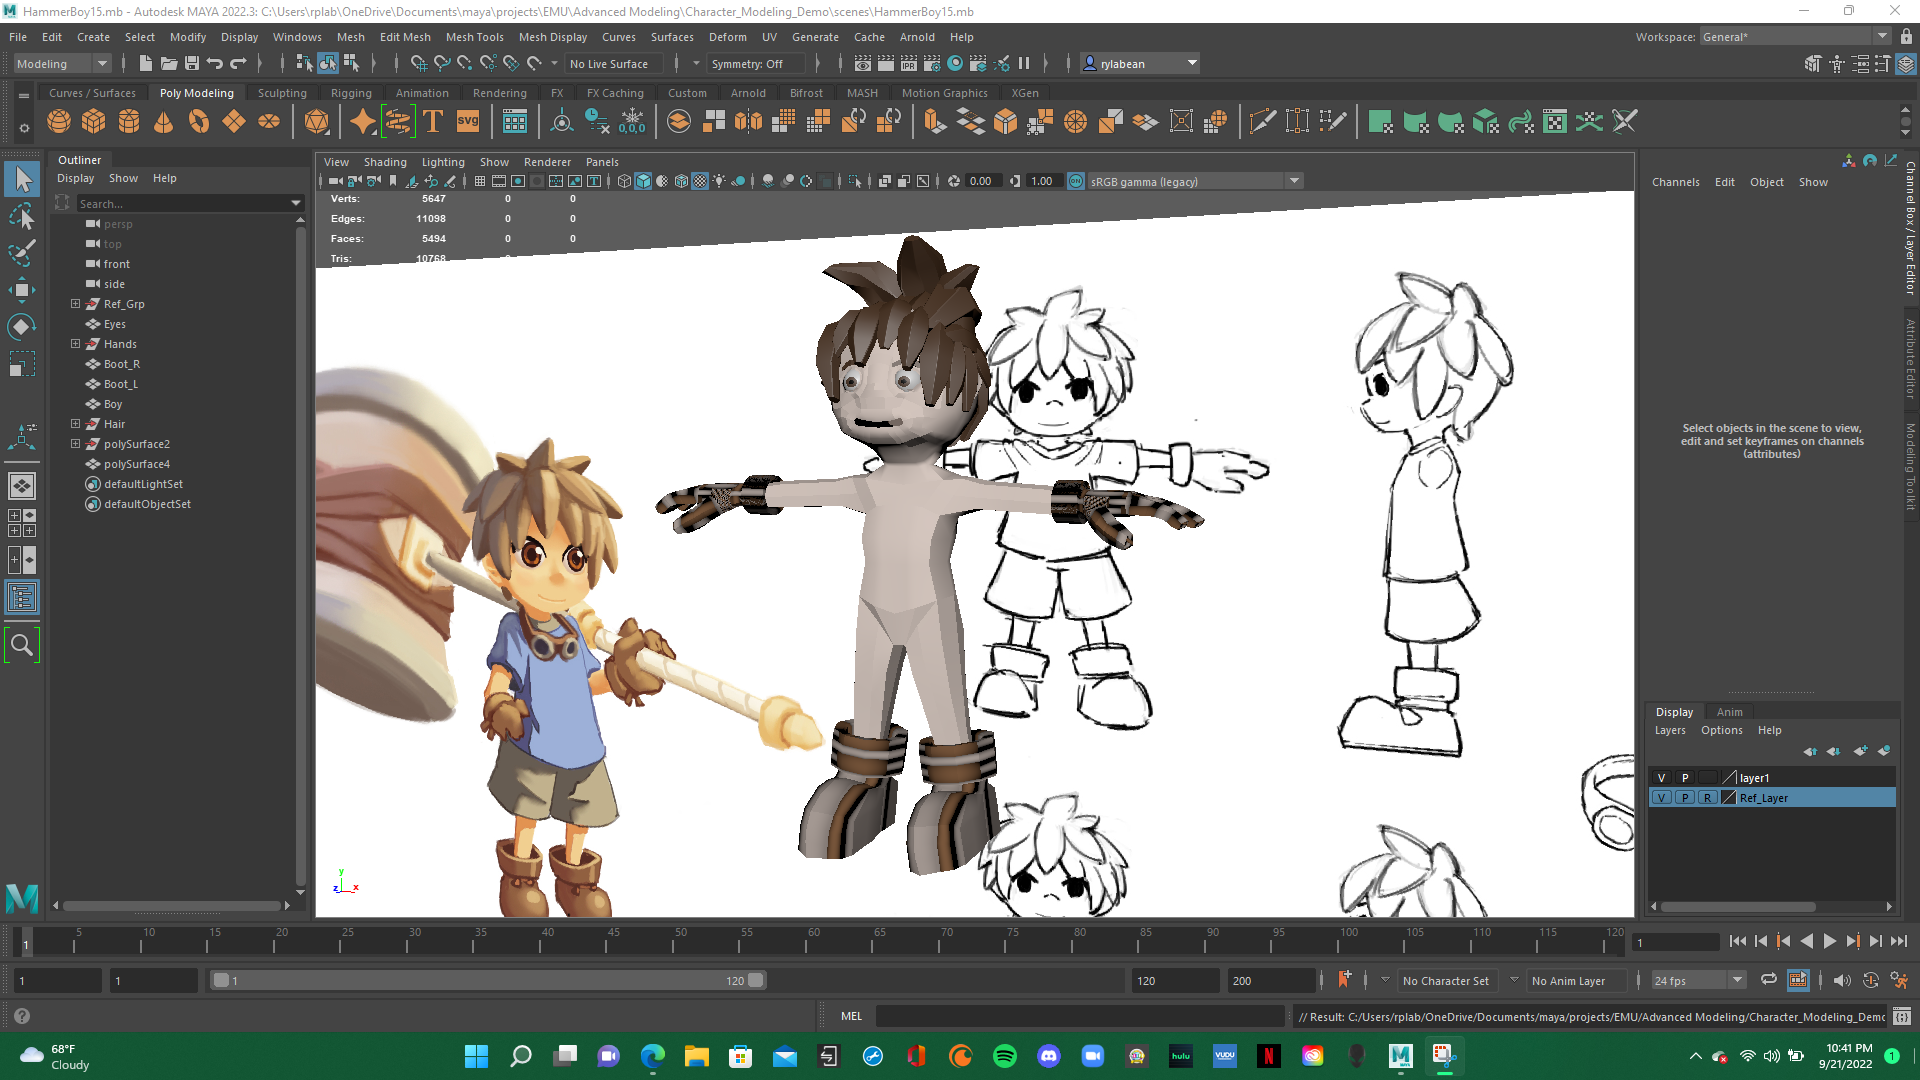 HammerBoy15.mb - Autodesk MAYA 2022.3: C:\Users\rplab\OneDrive\Documents\maya\projects\EMU\Advanced Modeling\Character_Modeling_Demo\scenes\HammerBoy15.mb
File Edit Create Select Modify Display Windows Mesh Edit Mesh Mesh Tools Mesh Display Curves Surfaces Deform UV Generate Cache Arnold Help Workspace: General*
Modeling No Live Surface Symmetry: Off rylabean
Curves / Surfaces Poly Modeling Sculpting Rigging Animation Rendering FX FX Caching Custom Arnold Bifrost MASH Motion Graphics XGen
T svg 0,0,0
Outliner
Display Show Help
Search...
persp
top
front
side
Ref_Grp
Eyes
Hands
Boot_R
Boot_L
Boy
Hair
polySurface2
polySurface4
defaultLightSet
defaultObjectSet
View Shading Lighting Show Renderer Panels
0.00 1.00 sRGB gamma (legacy)
Verts: 5647 0 0
Edges: 11098 0 0
Faces: 5494 0 0
Tris: 10768 0
y
z x
Channels Edit Object Show
Select objects in the scene to view,
edit and set keyframes on channels
(attributes)
Channel Box / Layer Editor
Attribute Editor
Modeling Toolkit
Display Anim
Layers Options Help
V P layer1
V P R Ref_Layer
1 5 10 15 20 25 30 35 40 45 50 55 60 65 70 75 80 85 90 95 100 105 110 115 120 1
1 1 1 120 120 200 No Character Set No Anim Layer 24 fps
MEL // Result: C:/Users/rplab/OneDrive/Documents/maya/projects/EMU/Advanced Modeling/Character_Modeling_Demo
68°F
Cloudy
hulu VUDU N
10:41 PM
9/21/2022
1